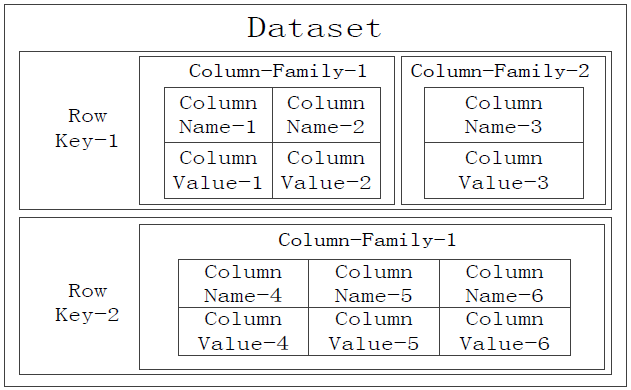 Dataset
Row
Key-1
Column-Family-1
Column
Name-1
Column
Name-2
Column
Value-1
Column
Value-2
Column-Family-2
Column
Name-3
Column
Value-3
Row
Key-2
Column-Family-1
Column
Name-4
Column
Name-5
Column
Name-6
Column
Value-4
Column
Value-5
Column
Value-6